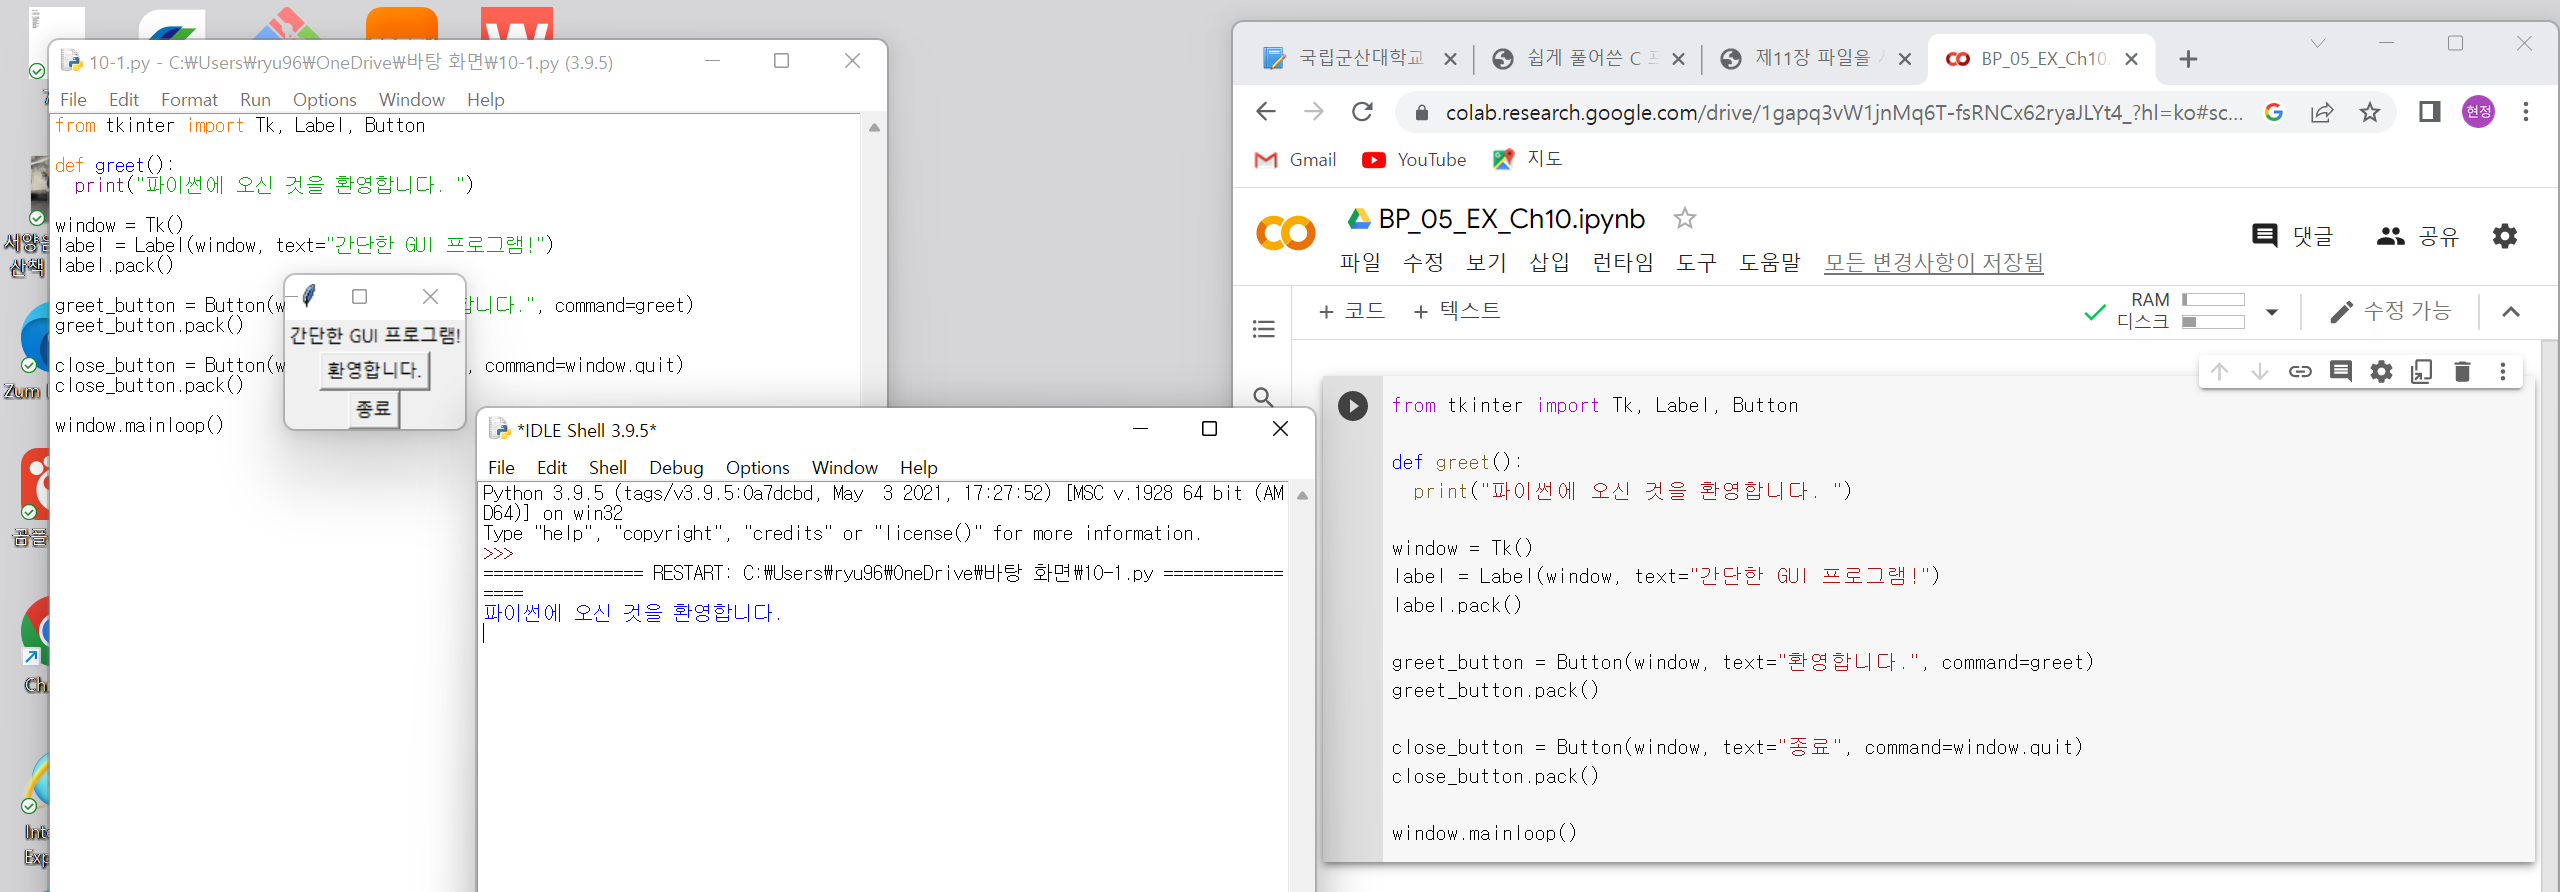 10-1.py - C:₩Users₩ryu96₩OneDrive₩바탕 화면₩10-1.py (3.9.5)
File Edit Format Run Options Window Help
from tkinter import Tk, Label, Button
def greet():
print("파이썬에 오신 것을 환영합니다. ")
window = Tk()
label = Label(window, text="간단한 GUI 프로그램!")
label.pack()
greet_button = Button(w
합니다.", command=greet)
greet_button.pack()
close_button = Button(w
, command=window.quit)
close_button.pack()
window.mainloop()
간단한 GUI 프로그램!
환영합니다.
종료
*IDLE Shell 3.9.5*
File Edit Shell Debug Options Window Help
Python 3.9.5 (tags/v3.9.5:0a7dcbd, May  3 2021, 17:27:52) [MSC v.1928 64 bit (AM
D64)] on win32
Type "help", "copyright", "credits" or "license()" for more information.
>>>
================ RESTART: C:₩Users₩ryu96₩OneDrive₩바탕 화면₩10-1.py ============
====
파이썬에 오신 것을 환영합니다.
산책
Zum
국립군산대학교
쉽게 풀어쓴 C
제11장 파일을
BP_05_EX_Ch10.
colab.research.google.com/drive/1gapq3vW1jnMq6T-fsRNCx62ryaJLYt4_?hl=ko#sc...
현정
Gmail YouTube 지도
BP_05_EX_Ch10.ipynb
댓글 공유
파일 수정 보기 삽입 런타임 도구 도움말 모든 변경사항이 저장됨
+ 코드 + 텍스트
RAM
디스크
수정 가능
from tkinter import Tk, Label, Button
def greet():
print("파이썬에 오신 것을 환영합니다. ")
window = Tk()
label = Label(window, text="간단한 GUI 프로그램!")
label.pack()
greet_button = Button(window, text="환영합니다.", command=greet)
greet_button.pack()
close_button = Button(window, text="종료", command=window.quit)
close_button.pack()
window.mainloop()